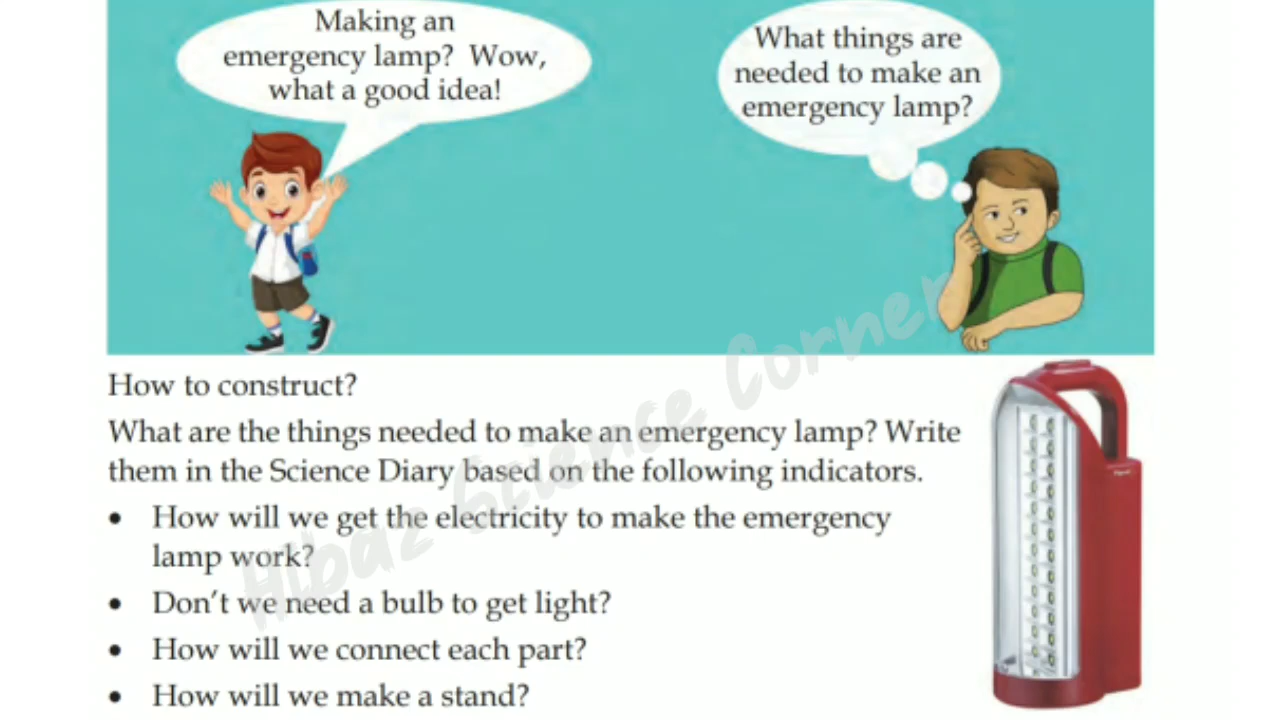 Making an
emergency lamp? Wow,
what a good idea!
What things are
needed to make an
emergency lamp?
How to construct?
What are the things needed to make an emergency lamp? Write
them in the Science Diary based on the following indicators.
• How will we get the electricity to make the emergency
lamp work?
• Don't we need a bulb to get light?
• How will we connect each part?
• How will we make a stand?
Hibaz Science Corner